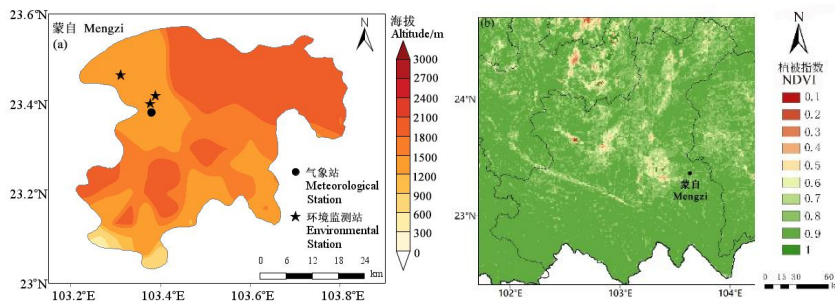 蒙自 Mengzi
(a)
N
23.6°N
23.4°N
23.2°N
23°N
103.2°E
103.4°E
103.6°E
103.8°E
气象站
Meteorological
Station
环境监测站
Environmental
Station
0 6 12 18 24
km
海拔
Altitude/m
3000
2700
2400
2100
1800
1500
1200
900
600
300
0
(b)
24°N
23°N
102°E
103°E
104°E
蒙自
Mengzi
N
植被指数
NDVI
0.1
0.2
0.3
0.4
0.5
0.6
0.7
0.8
0.9
1
0 15 30 60